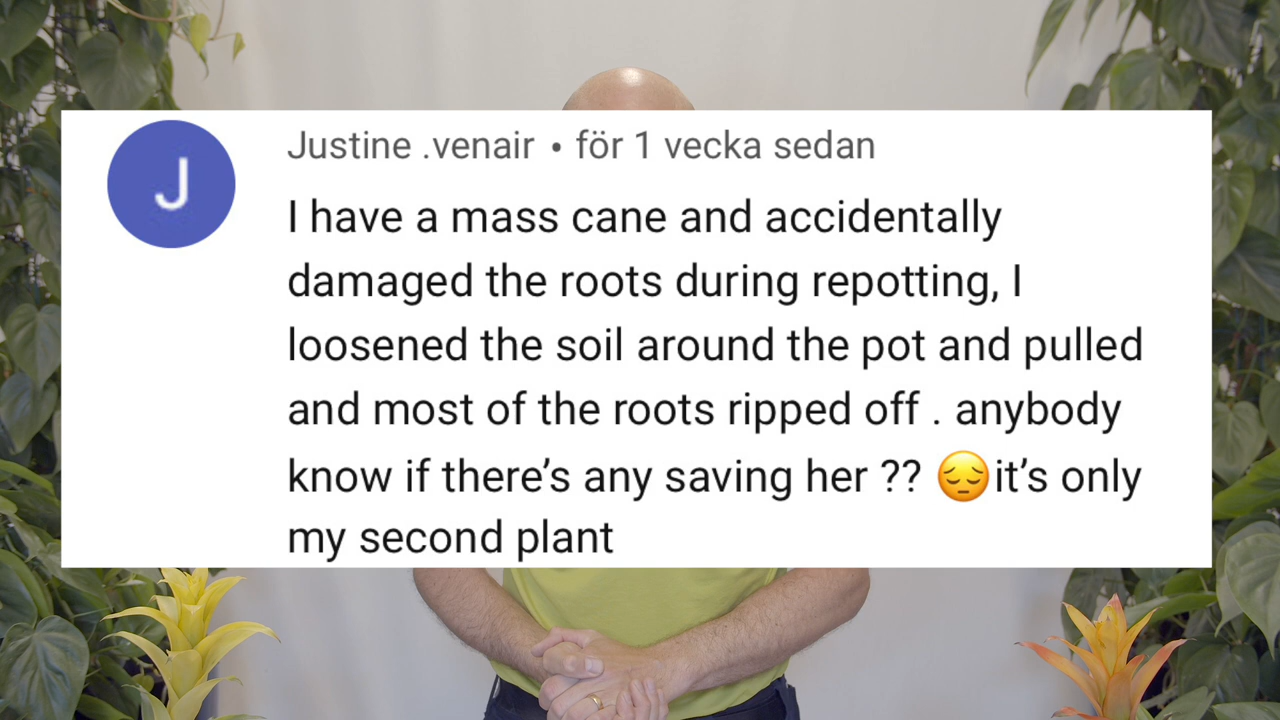 J
Justine .venair • för 1 vecka sedan
I have a mass cane and accidentally
damaged the roots during repotting, I
loosened the soil around the pot and pulled
and most of the roots ripped off . anybody
know if there’s any saving her ?? 😔it’s only
my second plant